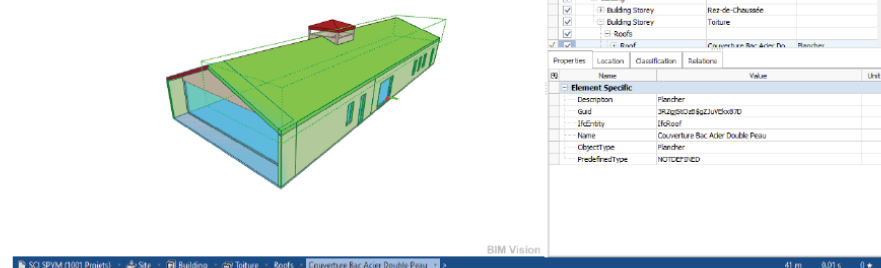 Building Storey Rez-de-Chaussée
Building Storey Toiture
Roofs
Roof Couverture Bac Acier Do Plancher
Properties Location Classification Relations
Name Value Unit
Element Specific
Description Plancher
Guid
IfcEntity IfcRoof
Name Couverture Bac Acier Double Peau
ObjectType Plancher
PredefinedType NOTDEFINED
BIM Vision
SCI SPVM (1001 Projets) Site Building Toiture Roofs Couverture Bac Acier Double Peau >
41 m 0.01 s 0